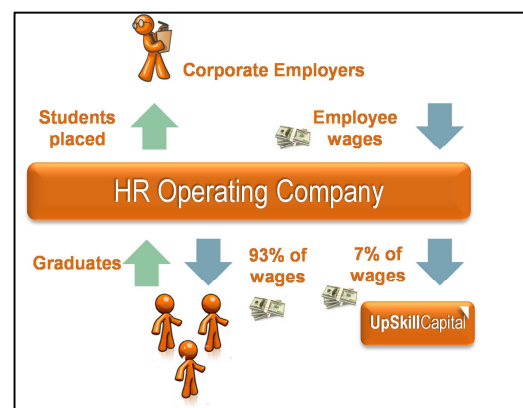 Corporate Employers
Students
placed
Employee
wages
HR Operating Company
Graduates
93% of
wages
7% of
wages
UpSkillCapital